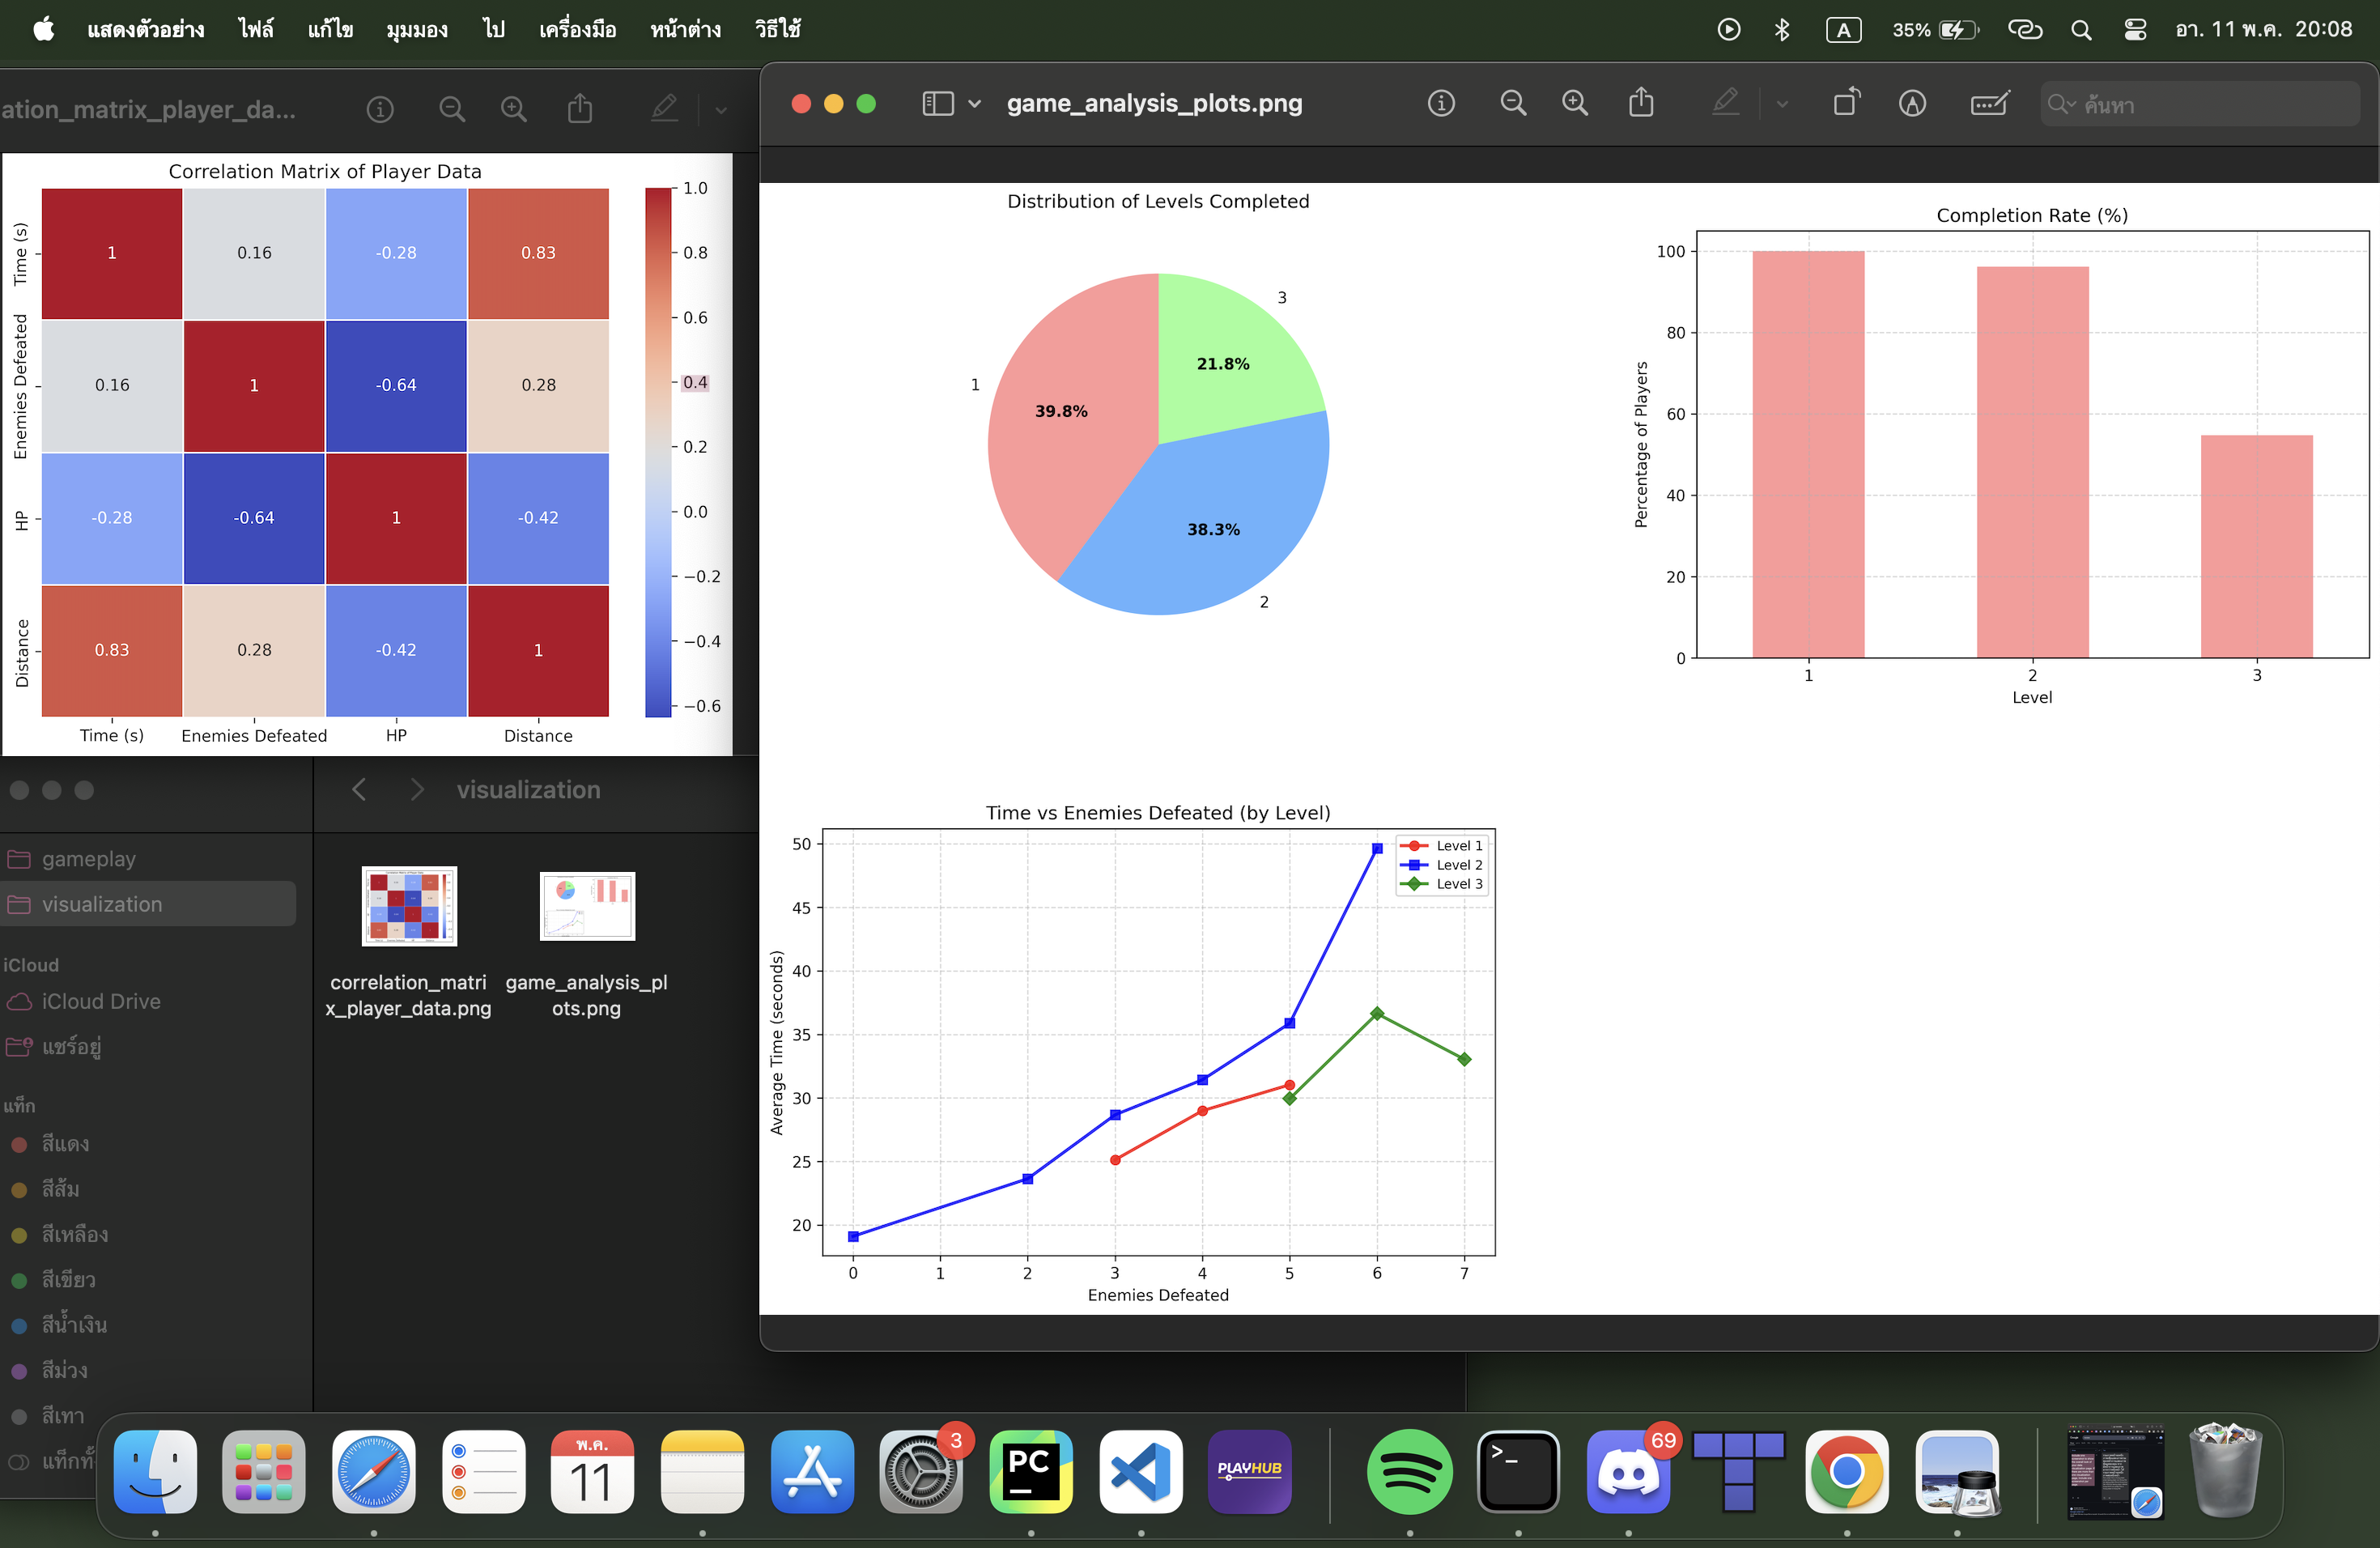 แสดงตัวอย่าง ไฟล์ แก้ไข มุมมอง ไป เครื่องมือ หน้าต่าง วิธีใช้ A 35% อา. 11 พ.ค. 20:08
ation_matrix_player_da...
Correlation Matrix of Player Data
Time (s)
Enemies Defeated
HP
Distance
1 0.16 -0.28 0.83
0.16 1 -0.64 0.28
-0.28 -0.64 1 -0.42
0.83 0.28 -0.42 1
Time (s) Enemies Defeated HP Distance
1.0
0.8
0.6
0.4
0.2
0.0
−0.2
−0.4
−0.6
game_analysis_plots.png
ค้นหา
Distribution of Levels Completed
1
39.8%
2
38.3%
3
21.8%
Completion Rate (%)
Percentage of Players
100
80
60
40
20
0
1 2 3
Level
Time vs Enemies Defeated (by Level)
Average Time (seconds)
50
45
40
35
30
25
20
Level 1
Level 2
Level 3
0 1 2 3 4 5 6 7
Enemies Defeated
visualization
gameplay
visualization
iCloud
iCloud Drive
แชร์อยู่
แท็ก
สีแดง
สีส้ม
สีเหลือง
สีเขียว
สีน้ำเงิน
สีม่วง
สีเทา
correlation_matri
x_player_data.png
game_analysis_pl
ots.png
พ.ค.
11
3
PC
PLAYHUB
>_
69